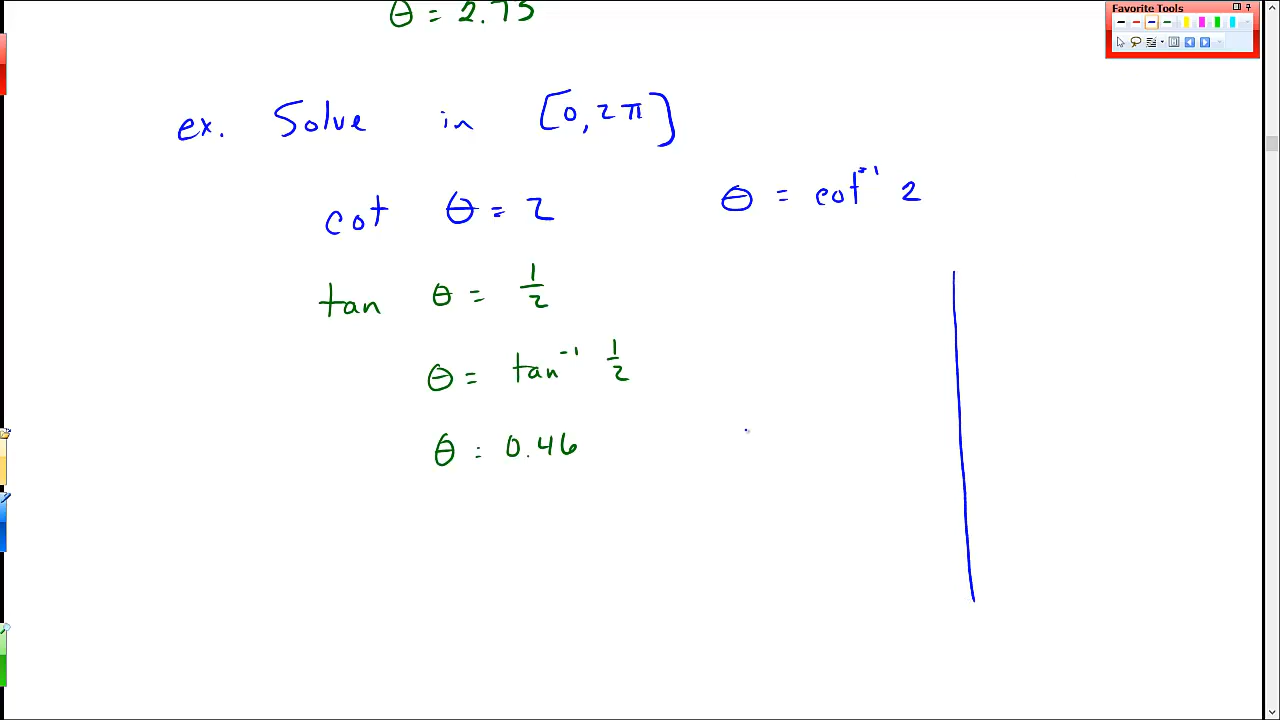 θ = 2.75
Favorite Tools
ex. Solve in [0, 2π]
cot θ = 2
θ = cot⁻¹ 2
tan θ = 1/2
θ = tan⁻¹ 1/2
θ = 0.46